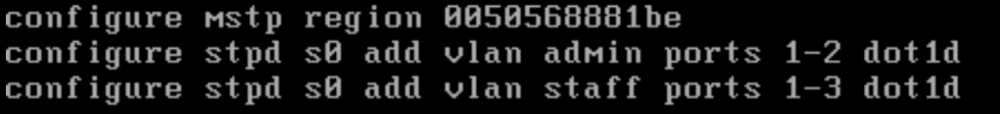 configure mstp region 0050568881be
configure stpd s0 add vlan admin ports 1-2 dot1d
configure stpd s0 add vlan staff ports 1-3 dot1d